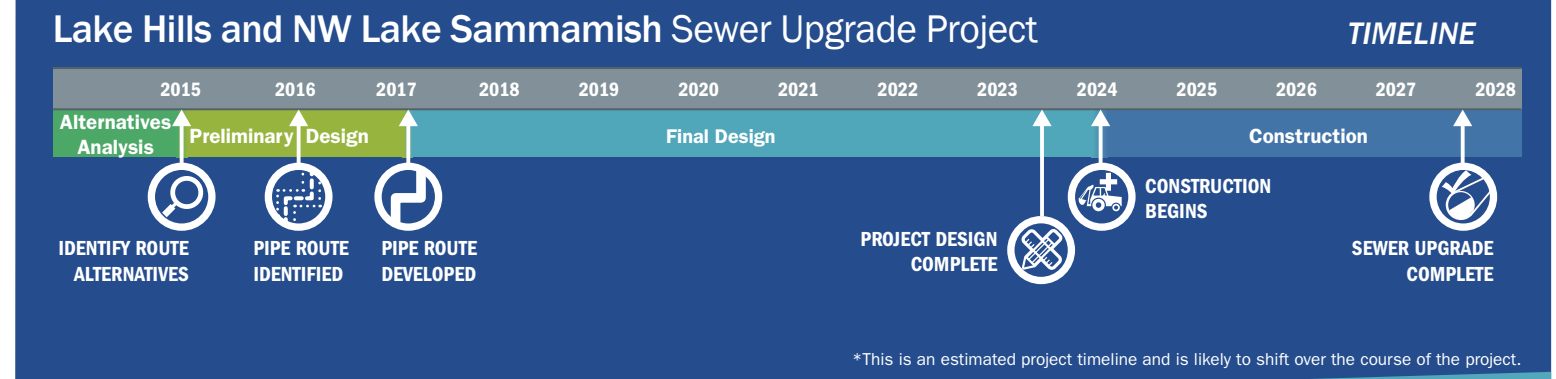 Lake Hills and NW Lake Sammamish Sewer Upgrade Project
TIMELINE
2015 2016 2017 2018 2019 2020 2021 2022 2023 2024 2025 2026 2027 2028
Alternatives
Analysis
Preliminary Design
Final Design
Construction
IDENTIFY ROUTE
ALTERNATIVES
PIPE ROUTE
IDENTIFIED
PIPE ROUTE
DEVELOPED
PROJECT DESIGN
COMPLETE
CONSTRUCTION
BEGINS
SEWER UPGRADE
COMPLETE
*This is an estimated project timeline and is likely to shift over the course of the project.